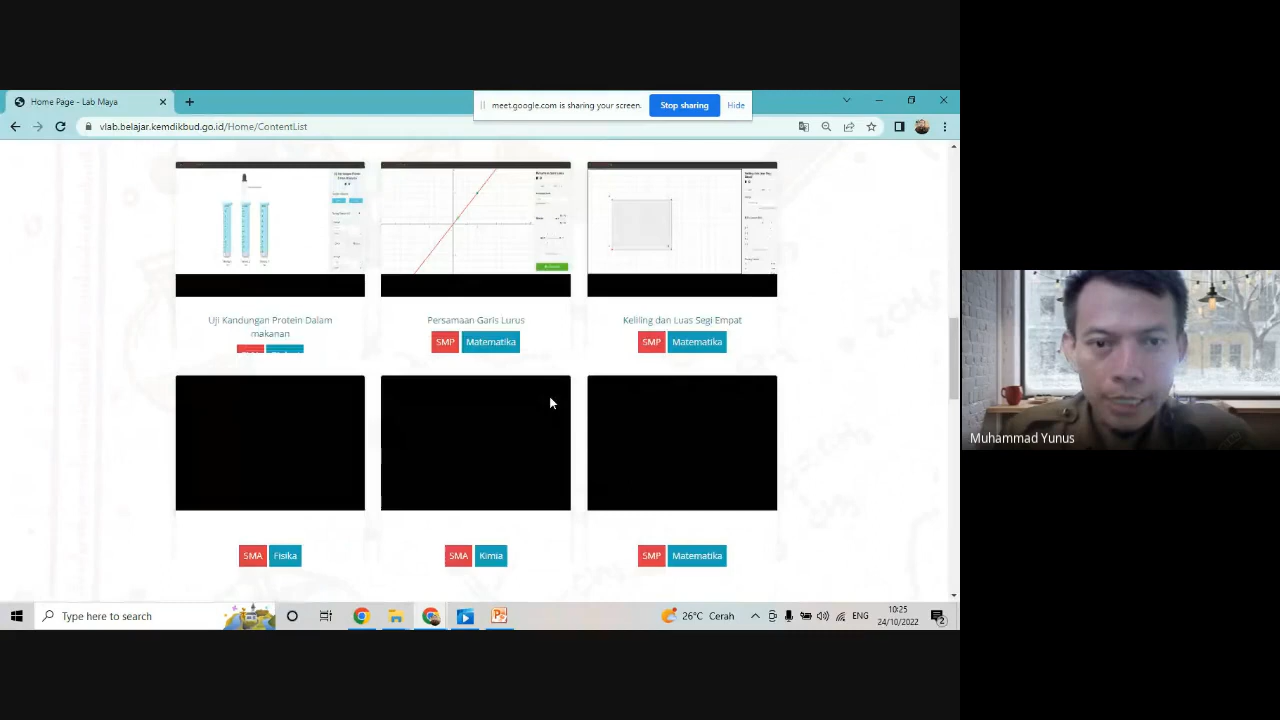 Home Page - Lab Maya
meet.google.com is sharing your screen.
Stop sharing
Hide
vlab.belajar.kemdikbud.go.id/Home/ContentList
Uji Kandungan Protein Dalam
makanan
Persamaan Garis Lurus
SMP Matematika
Keliling dan Luas Segi Empat
SMP Matematika
SMA Fisika
SMA Kimia
SMP Matematika
Muhammad Yunus
Type here to search
26°C Cerah
ENG
10:25
24/10/2022
2